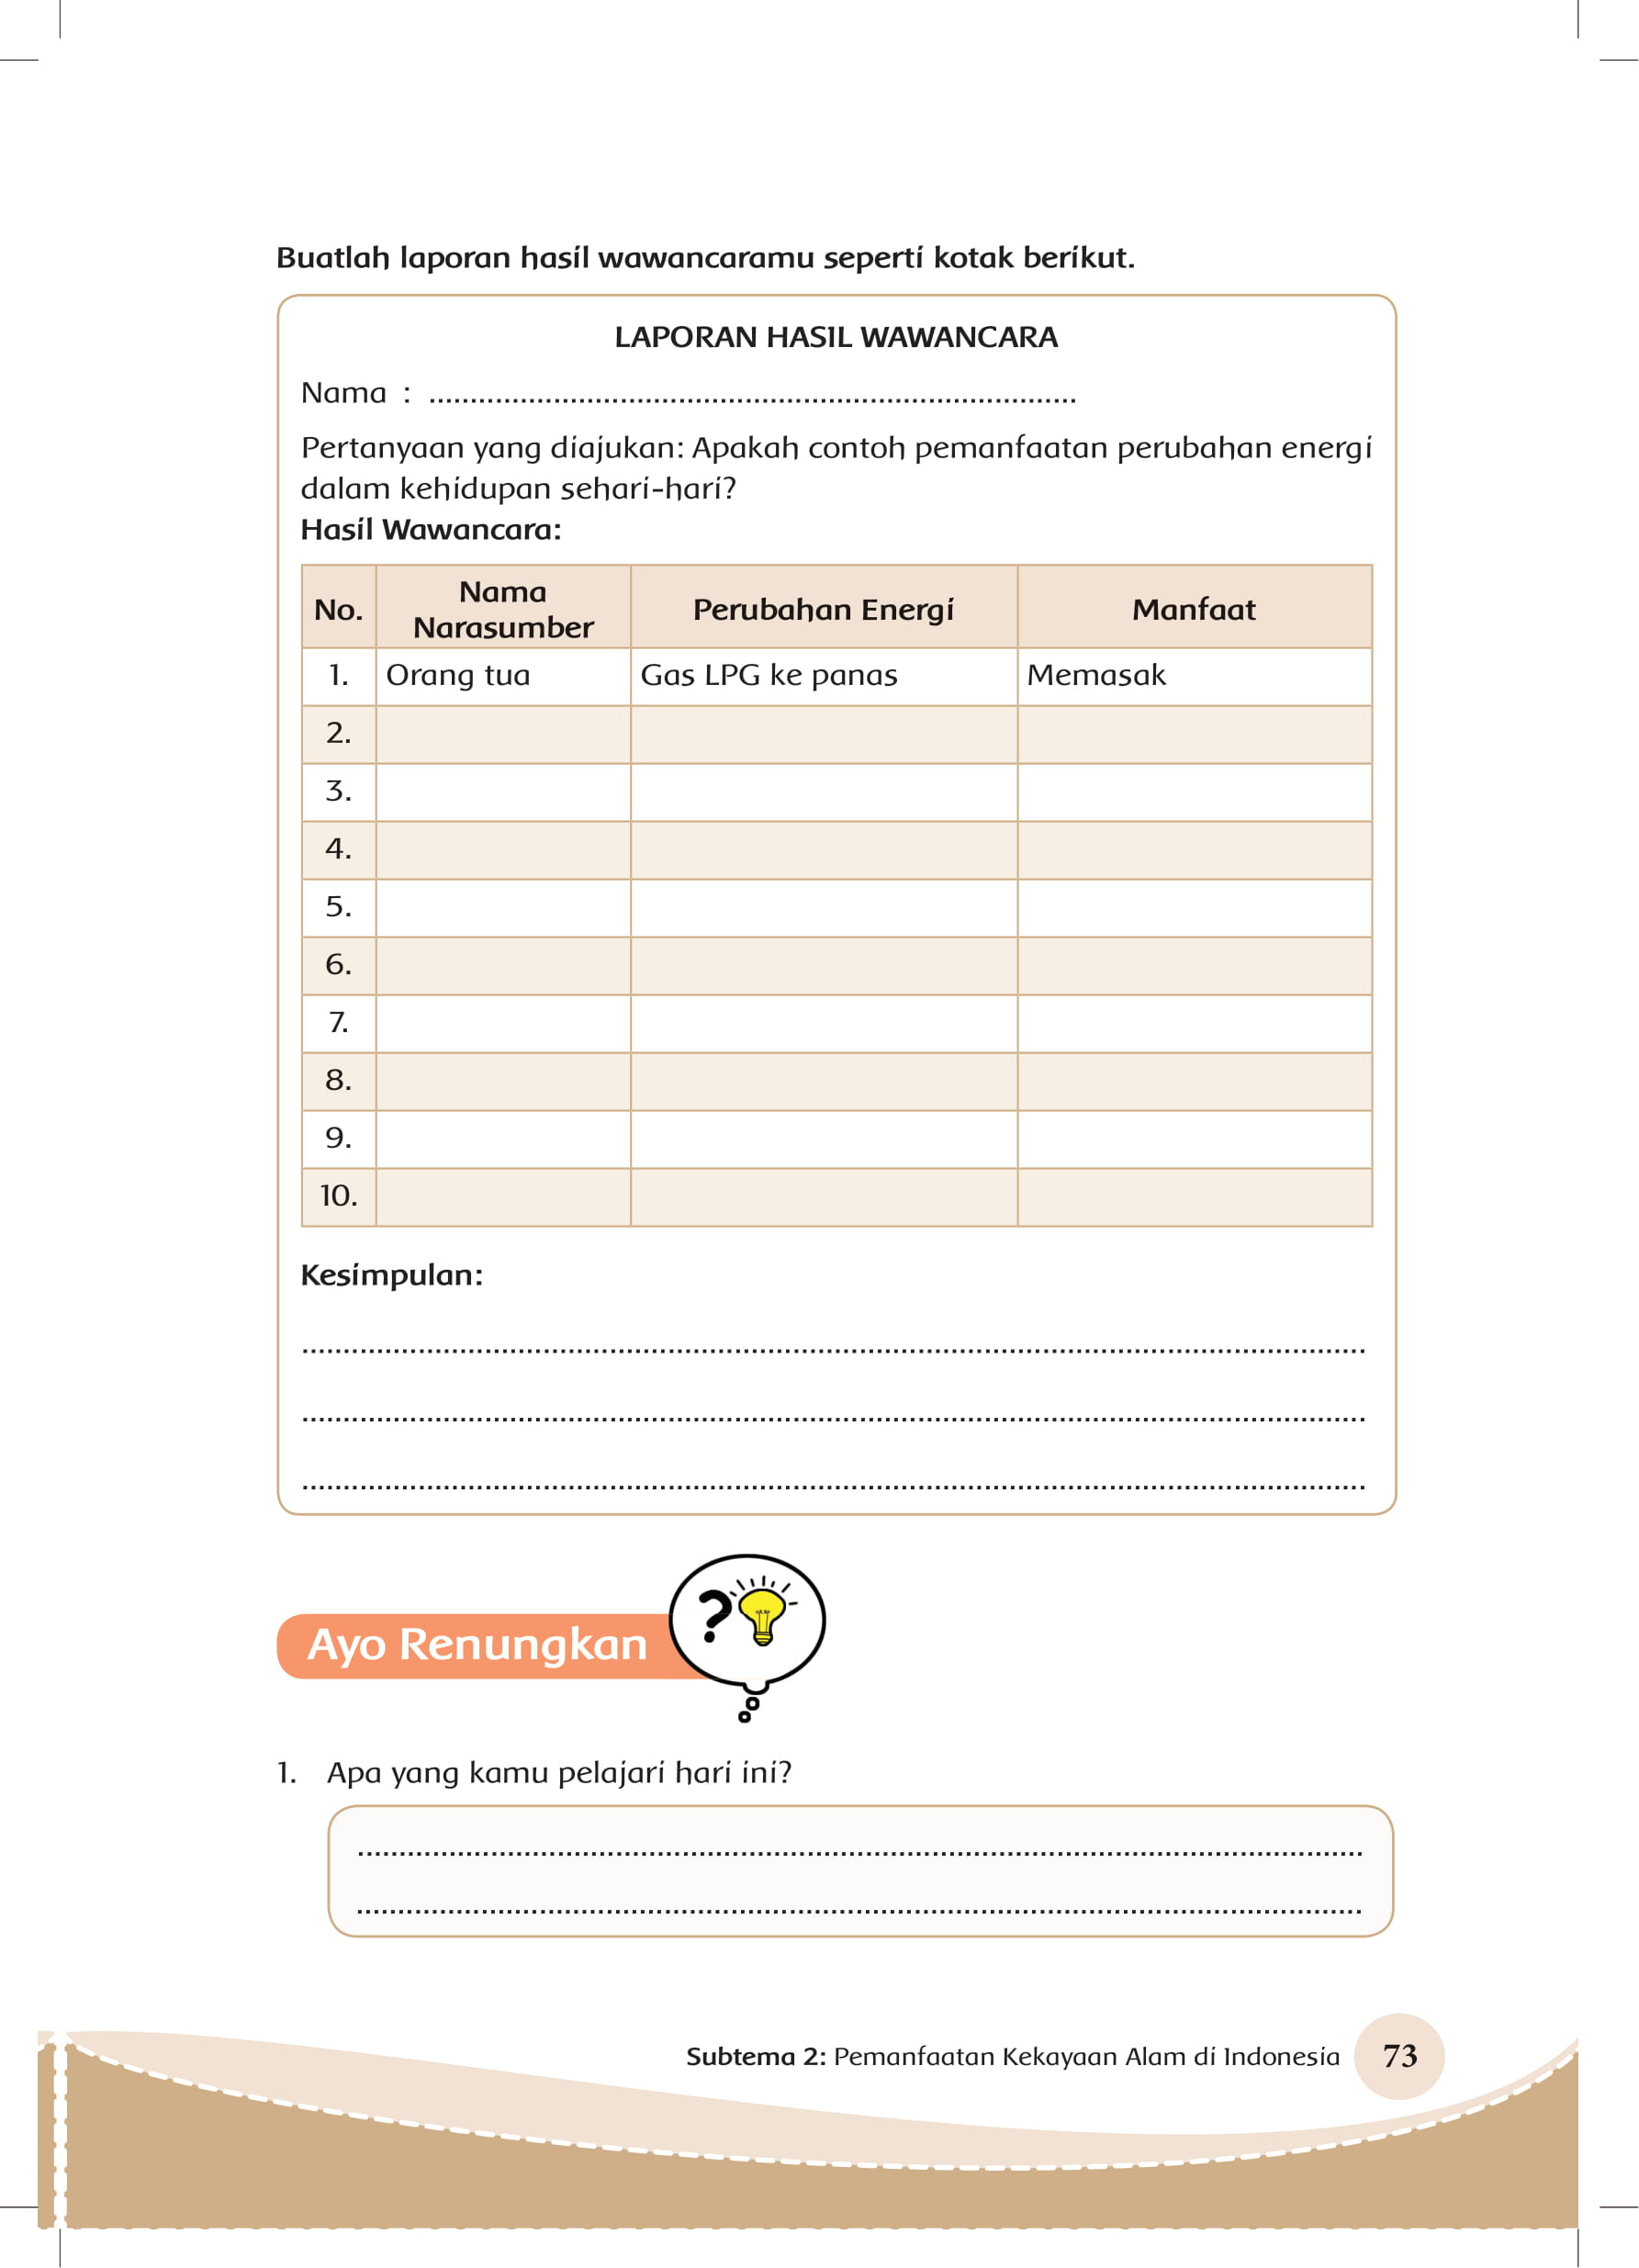 Buatlah laporan hasil wawancaramu seperti kotak berikut.
LAPORAN HASIL WAWANCARA
Nama : ..............................................................................
Pertanyaan yang diajukan: Apakah contoh pemanfaatan perubahan energi
dalam kehidupan sehari-hari?
Hasil Wawancara:
No. Nama Narasumber Perubahan Energi Manfaat
1. Orang tua Gas LPG ke panas Memasak
2.
3.
4.
5.
6.
7.
8.
9.
10.
Kesimpulan:
................................................................................................................................
................................................................................................................................
................................................................................................................................
Ayo Renungkan
?
1. Apa yang kamu pelajari hari ini?
.........................................................................................................................
.........................................................................................................................
Subtema 2: Pemanfaatan Kekayaan Alam di Indonesia 73